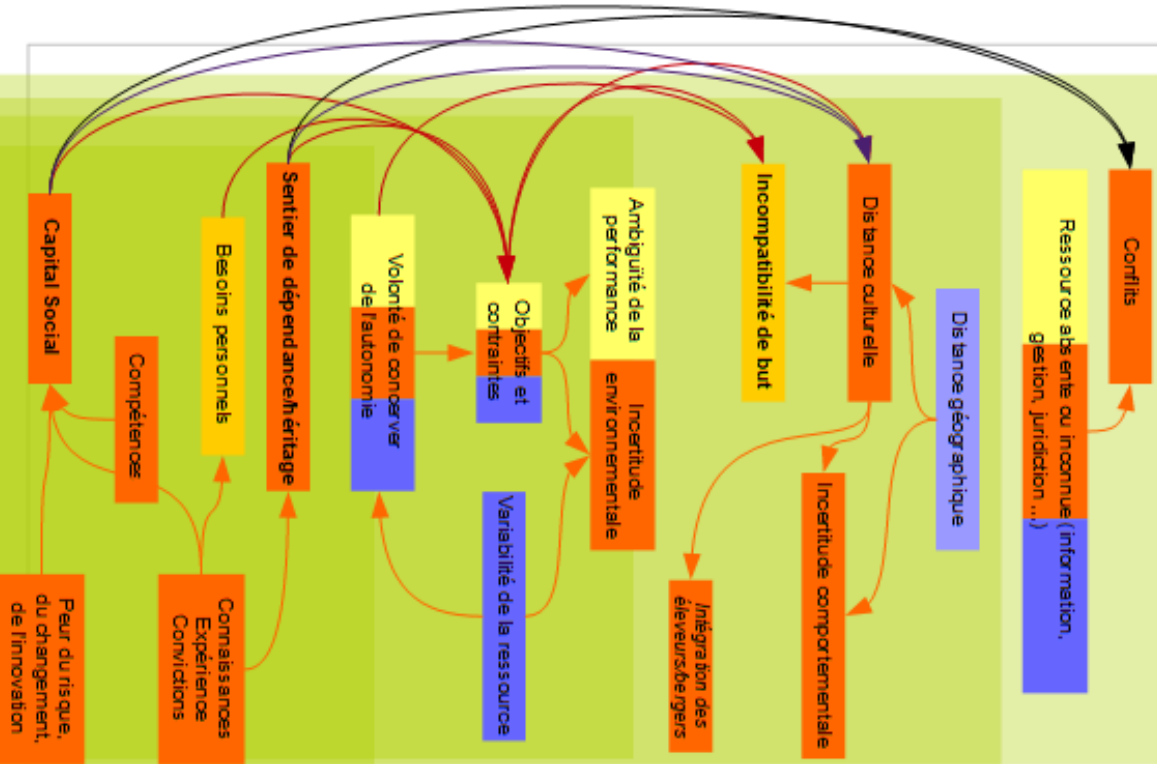 Conflits
Ressource absente ou inconnue (information,
gestion, juridiction ...)
Distance géographique
Distance culturelle
Incertitude comportementale
Incompatibilité de but
Intégration des
éleveurs/bergers
Ambiguïté de la
performance
Incertitude
environnementale
Objectifs et
contraintes
Variabilité de la ressource
Volonté de concerver
de l'autonomie
Sentier de dépendance/héritage
Besoins personnels
Connaissances
Expérience
Convictions
Compétences
Capital Social
Peur du risque,
du changement,
de l'innovation